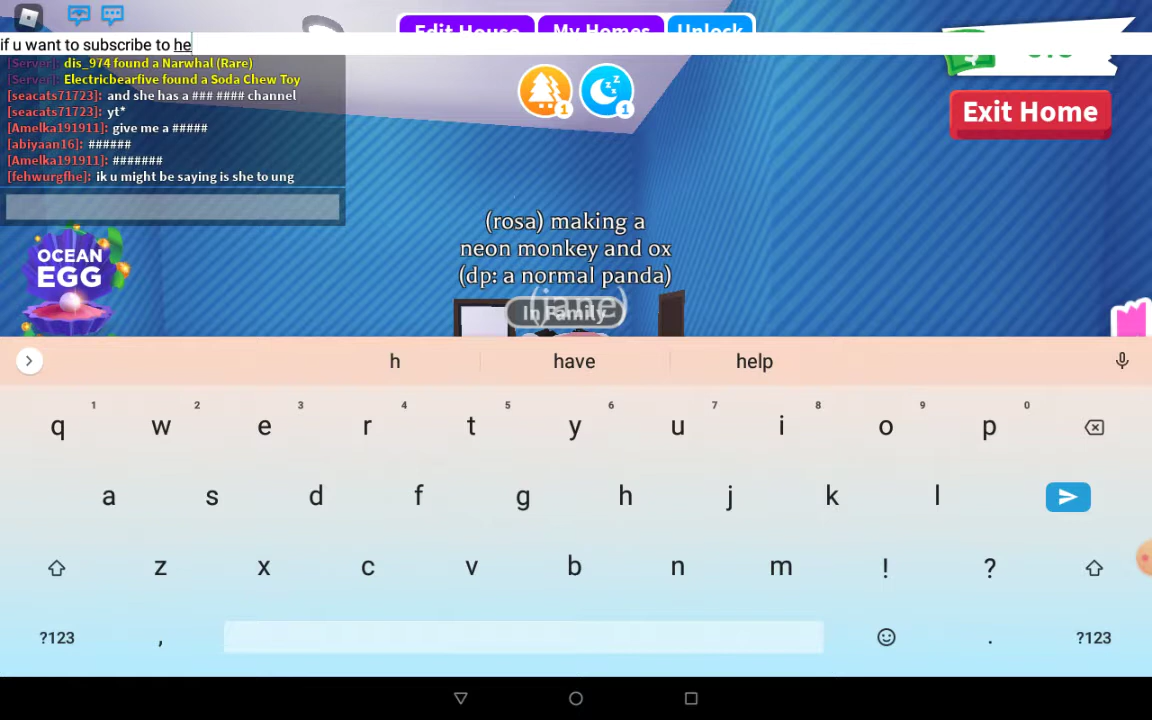 Edit House My Homes Unlock
if u want to subscribe to he
[Server]: dis_974 found a Narwhal (Rare)
[Server]: Electricbearfive found a Soda Chew Toy
[seacats71723]: and she has a ### #### channel
[seacats71723]: yt*
[Amelka191911]: give me a #####
[abiyaan16]: ######
[Amelka191911]: #######
[fehwurgfhe]: ik u might be saying is she to ung
1 1
Exit Home
(rosa) making a
neon monkey and ox
(dp: a normal panda)
(jane)
In Family
OCEAN
EGG
h have help
1 2 3 4 5 6 7 8 9 0
q w e r t y u i o p
a s d f g h j k l
z x c v b n m ! ?
?123 , . ?123